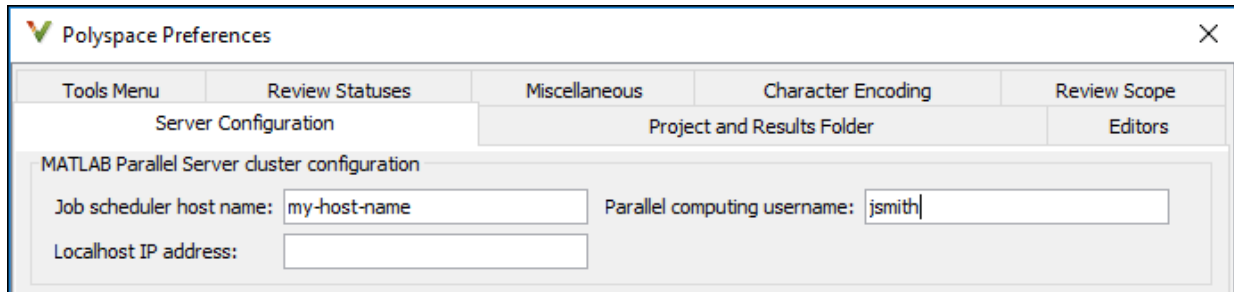 Polyspace Preferences
Tools Menu Review Statuses Miscellaneous Character Encoding Review Scope
Server Configuration Project and Results Folder Editors
MATLAB Parallel Server cluster configuration
Job scheduler host name: my-host-name Parallel computing username: jsmith
Localhost IP address: